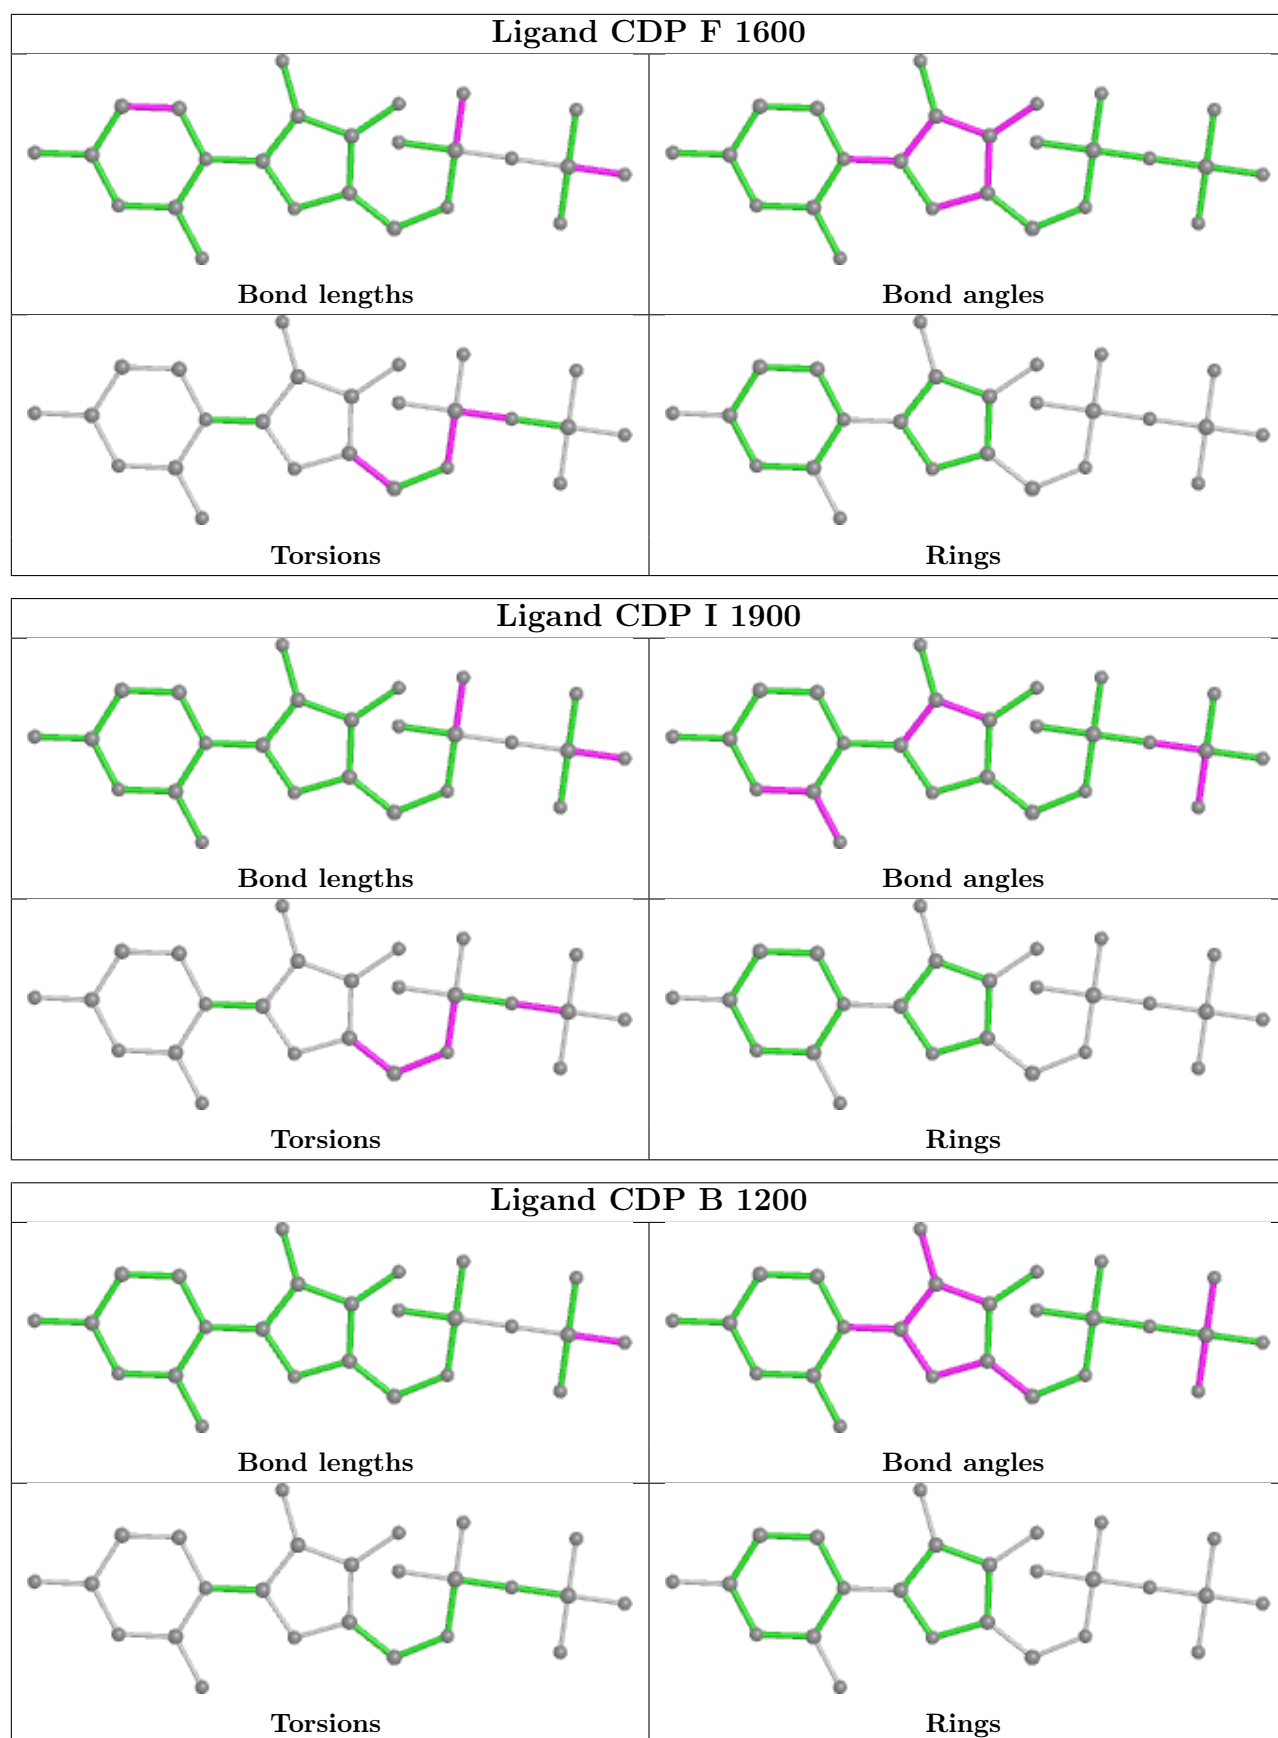 Ligand CDP F 1600
Bond lengths
Bond angles
Torsions
Rings
Ligand CDP I 1900
Bond lengths
Bond angles
Torsions
Rings
Ligand CDP B 1200
Bond lengths
Bond angles
Torsions
Rings